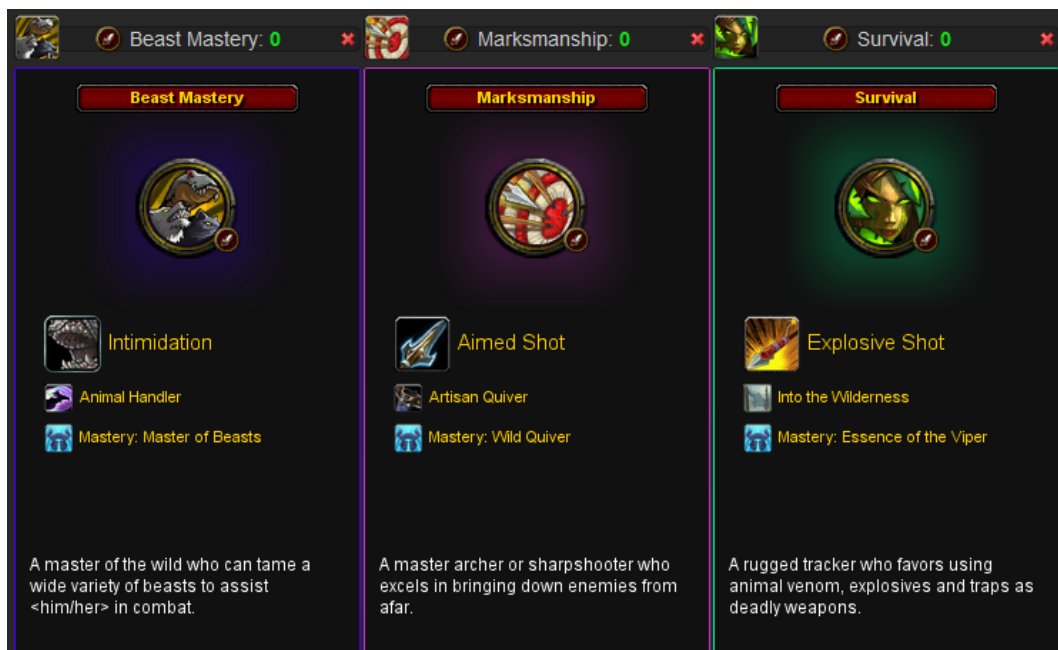 Beast Mastery: 0
Marksmanship: 0
Survival: 0
Beast Mastery
Intimidation
Animal Handler
Mastery: Master of Beasts
A master of the wild who can tame a
wide variety of beasts to assist
<him/her> in combat.
Marksmanship
Aimed Shot
Artisan Quiver
Mastery: Wild Quiver
A master archer or sharpshooter who
excels in bringing down enemies from
afar.
Survival
Explosive Shot
Into the Wilderness
Mastery: Essence of the Viper
A rugged tracker who favors using
animal venom, explosives and traps as
deadly weapons.